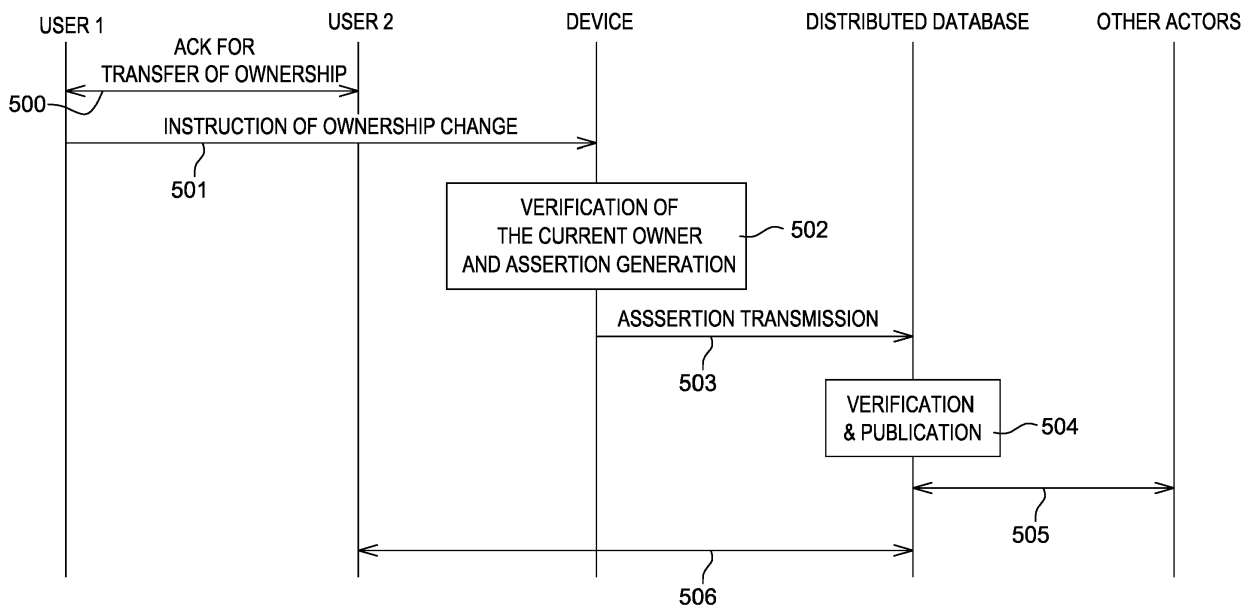 USER 1
USER 2
DEVICE
DISTRIBUTED DATABASE
OTHER ACTORS
ACK FOR
TRANSFER OF OWNERSHIP
500
INSTRUCTION OF OWNERSHIP CHANGE
501
VERIFICATION OF
THE CURRENT OWNER
AND ASSERTION GENERATION
502
ASSSERTION TRANSMISSION
503
VERIFICATION
& PUBLICATION
504
505
506